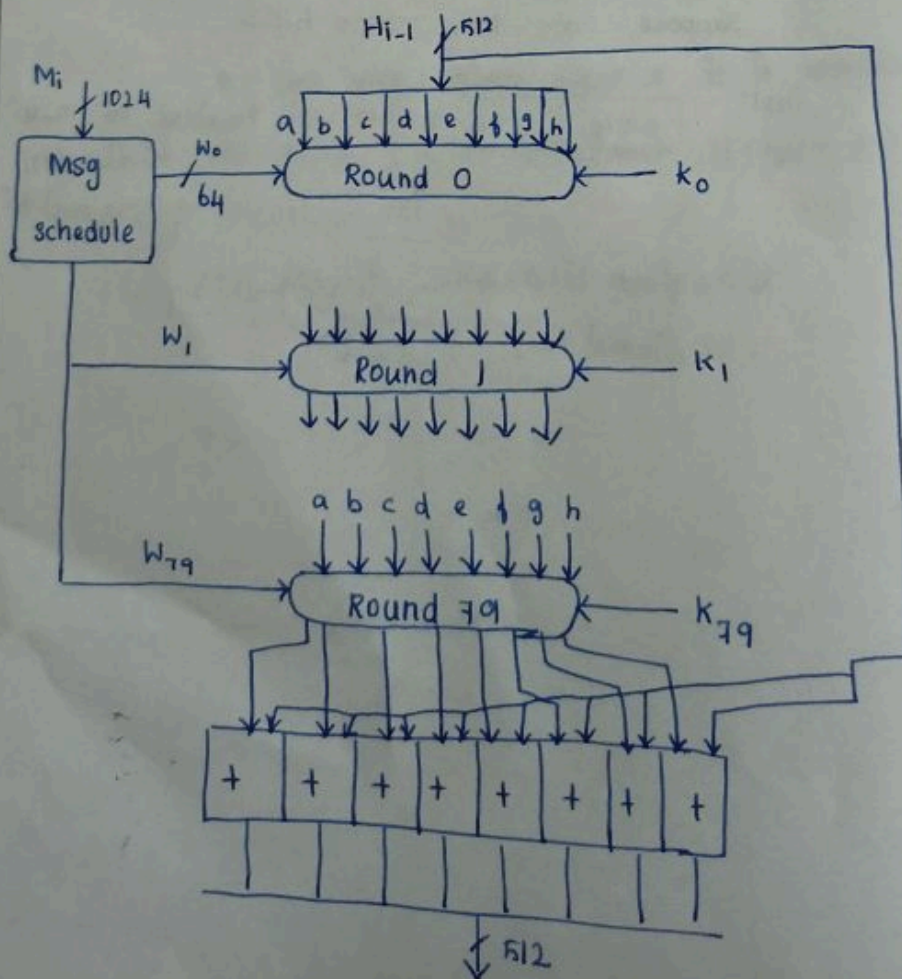 Hi-1 512
Mi
1024
a b c d e f g h
Msg
schedule
W0
64
Round 0
K0
W1
Round 1
K1
a b c d e f g h
W79
Round 79
K79
+ + + + + + + +
512